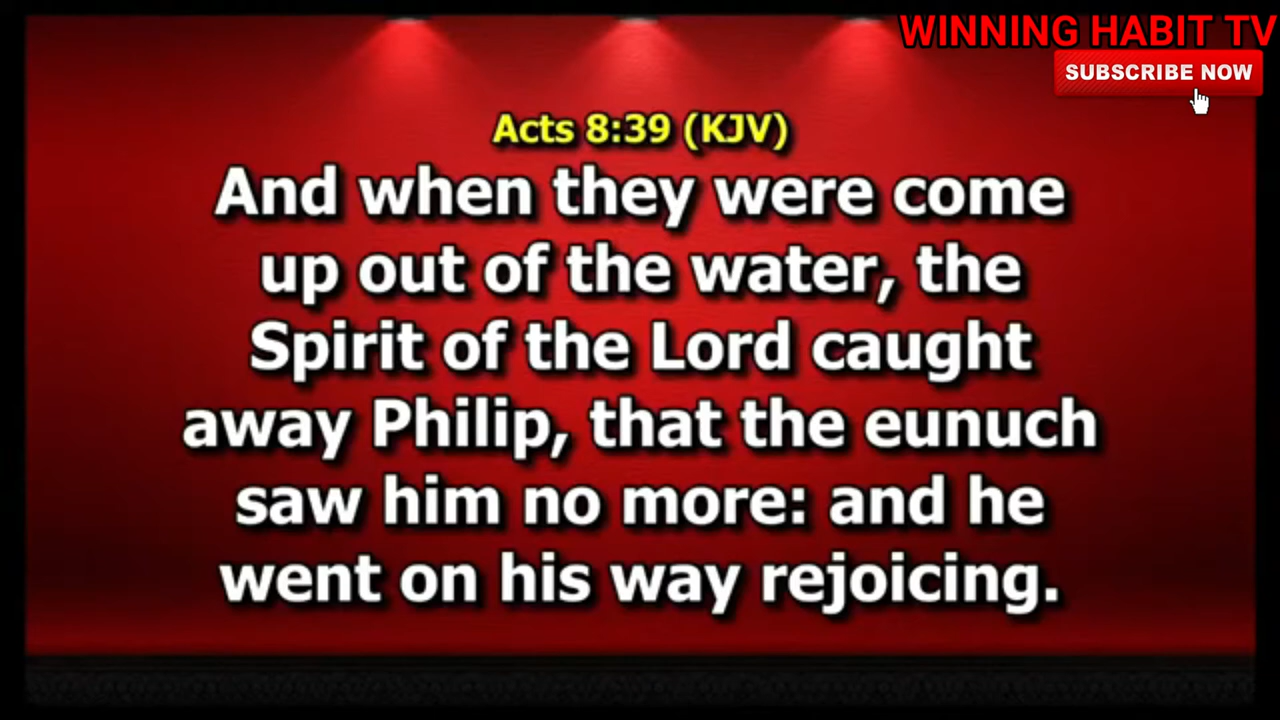 WINNING HABIT TV
SUBSCRIBE NOW
Acts 8:39 (KJV)
And when they were come
up out of the water, the
Spirit of the Lord caught
away Philip, that the eunuch
saw him no more: and he
went on his way rejoicing.